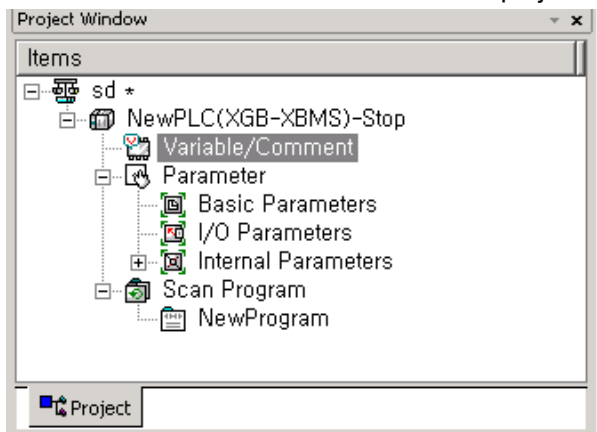 Project Window
Items
sd *
NewPLC(XGB-XBMS)-Stop
Variable/Comment
Parameter
Basic Parameters
I/O Parameters
Internal Parameters
Scan Program
NewProgram
Project